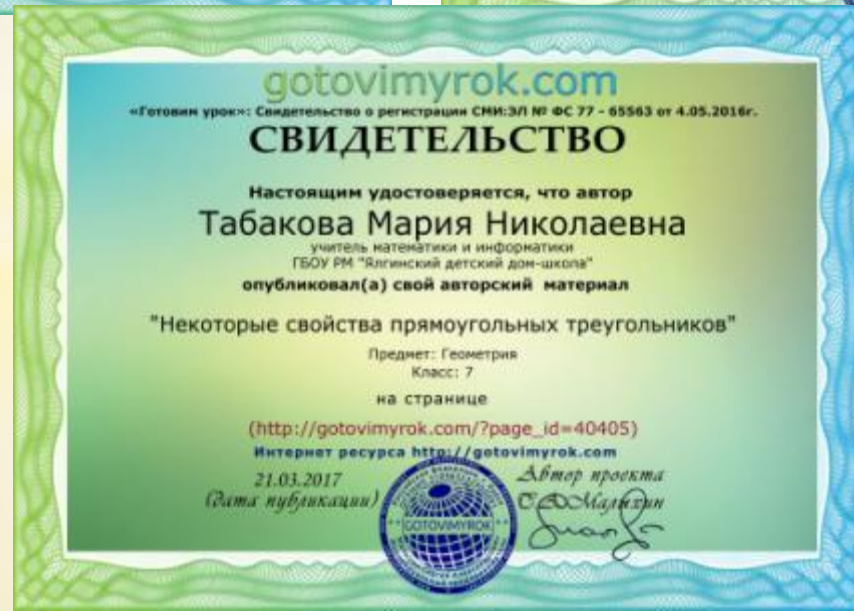 gotovimyrok.com
«Готовим урок»: Свидетельство о регистрации СМИ:ЭЛ № ФС 77 - 65563 от 4.05.2016г.
СВИДЕТЕЛЬСТВО
Настоящим удостоверяется, что автор
Табакова Мария Николаевна
учитель математики и информатики
ГБОУ РМ "Ялгинский детский дом-школа"
опубликовал(а) свой авторский материал
"Некоторые свойства прямоугольных треугольников"
Предмет: Геометрия
Класс: 7
на странице
(http://gotovimyrok.com/?page_id=40405)
Интернет ресурса http://gotovimyrok.com
21.03.2017
(Дата публикации)
Автор проекта
Малыхин
GOTOVIMYROK